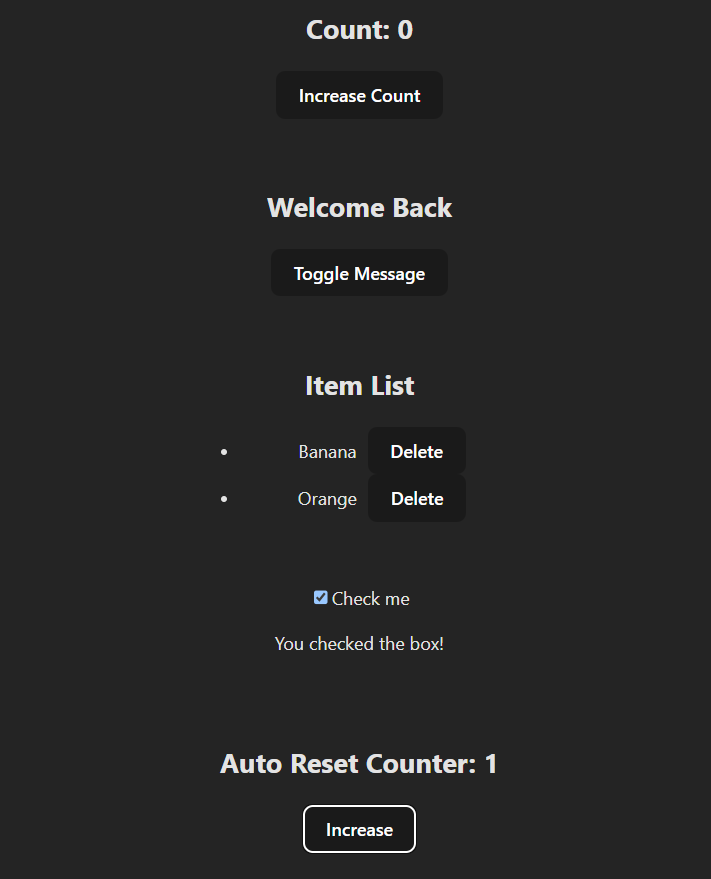 Count: 0
Increase Count
Welcome Back
Toggle Message
Item List
• Banana Delete
• Orange Delete
Check me
You checked the box!
Auto Reset Counter: 1
Increase